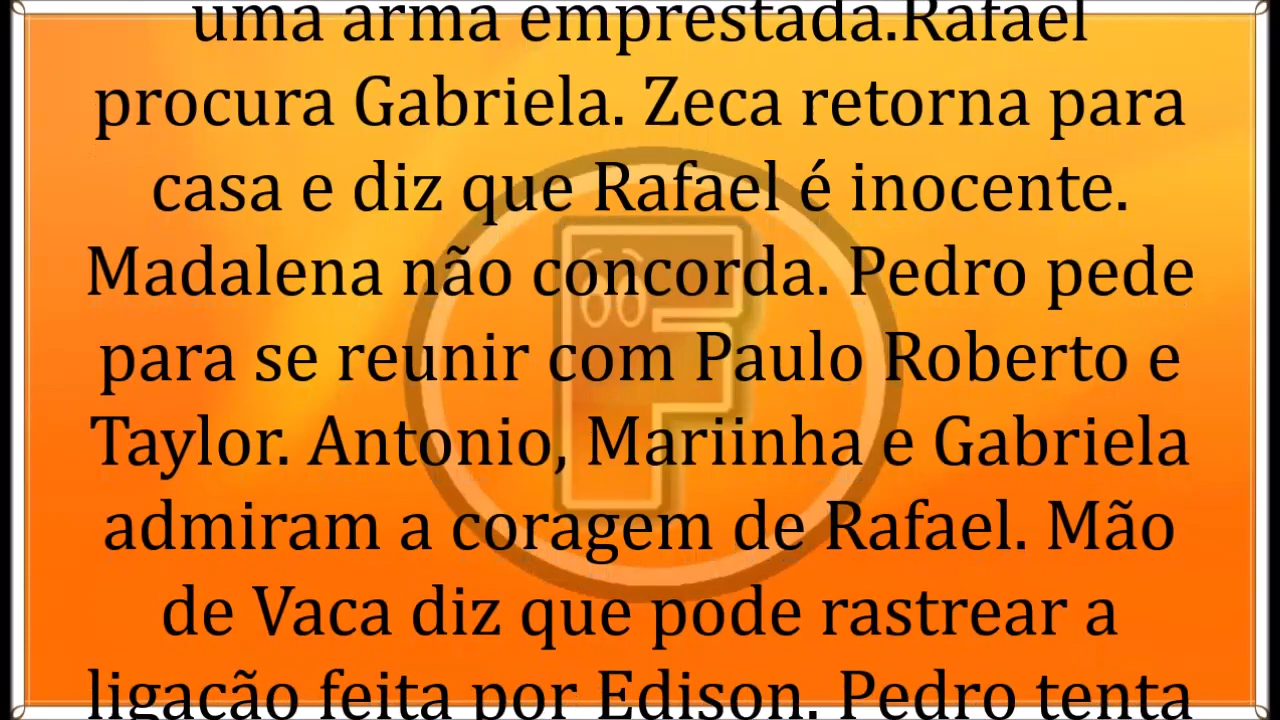 uma arma emprestada.Rafael
procura Gabriela. Zeca retorna para
casa e diz que Rafael é inocente.
Madalena não concorda. Pedro pede
para se reunir com Paulo Roberto e
Taylor. Antonio, Mariinha e Gabriela
admiram a coragem de Rafael. Mão
de Vaca diz que pode rastrear a
ligação feita por Edison. Pedro tenta